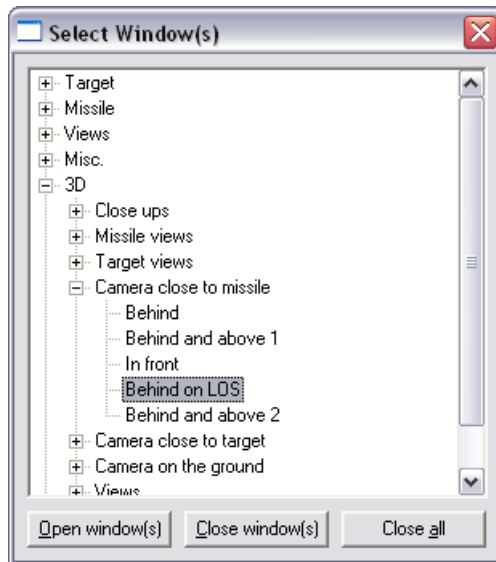 Select Window(s)
Target
Missile
Views
Misc.
3D
Close ups
Missile views
Target views
Camera close to missile
Behind
Behind and above 1
In front
Behind on LOS
Behind and above 2
Camera close to target
Camera on the ground
Views
Open window(s) Close window(s) Close all